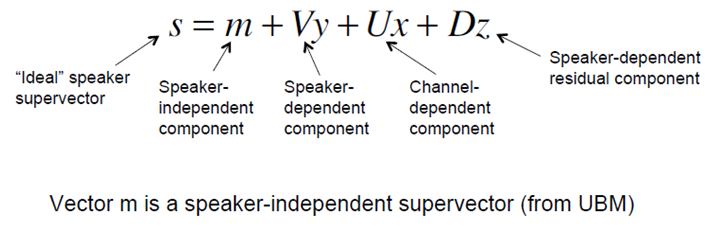 s = m + Vy + Ux + Dz
"Ideal" speaker
supervector
Speaker-
independent
component
Speaker-
dependent
component
Channel-
dependent
component
Speaker-dependent
residual component
Vector m is a speaker-independent supervector (from UBM)